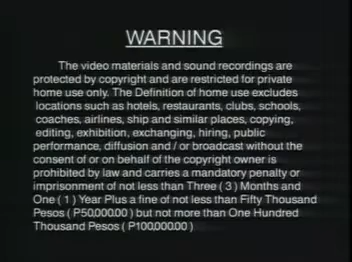 WARNING
The video materials and sound recordings are
protected by copyright and are restricted for private
home use only. The Definition of home use excludes
locations such as hotels, restaurants, clubs, schools,
coaches, airlines, ship and similar places, copying,
editing, exhibition, exchanging, hiring, public
performance, diffusion and / or broadcast without the
consent of or on behalf of the copyright owner is
prohibited by law and carries a mandatory penalty or
imprisonment of not less than Three ( 3 ) Months and
One ( 1 ) Year Plus a fine of not less than Fifty Thousand
Pesos ( P50,000.00 ) but not more than One Hundred
Thousand Pesos ( P100,000.00 )